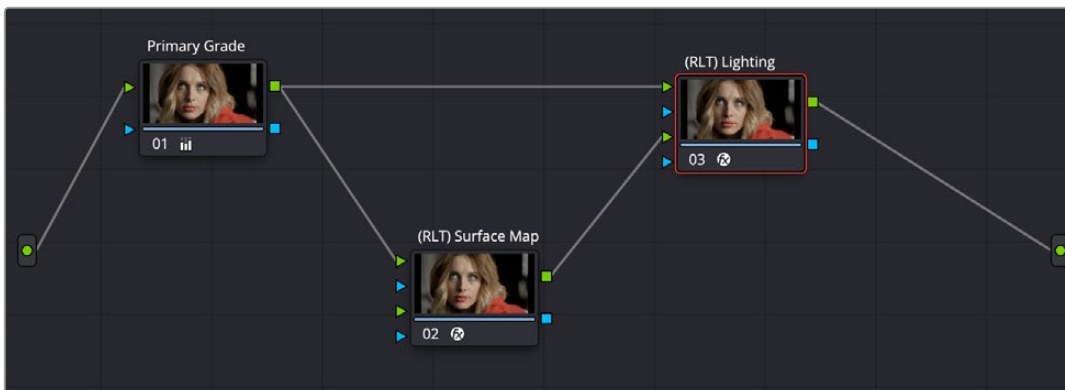 Primary Grade
01
(RLT) Lighting
03
(RLT) Surface Map
02